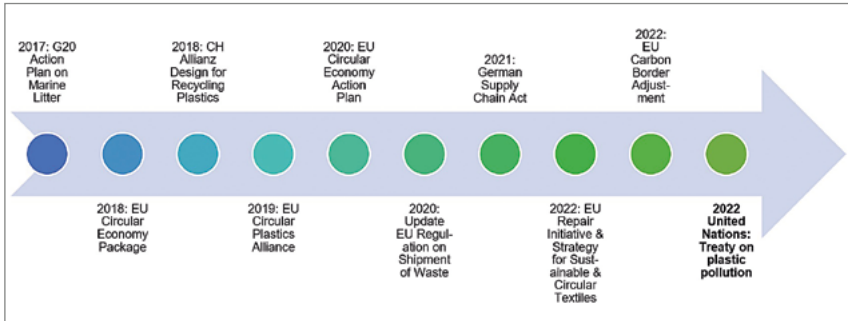 2017: G20
Action
Plan on
Marine
Litter
2018: EU
Circular
Economy
Package
2018: CH
Allianz
Design for
Recycling
Plastics
2019: EU
Circular
Plastics
Alliance
2020: EU
Circular
Economy
Action
Plan
2020:
Update
EU Regul-
ation on
Shipment
of Waste
2021:
German
Supply
Chain Act
2022: EU
Repair
Initiative &
Strategy
for Sust-
ainable &
Circular
Textiles
2022:
EU
Carbon
Border
Adjust-
ment
2022
United
Nations:
Treaty on
plastic
pollution